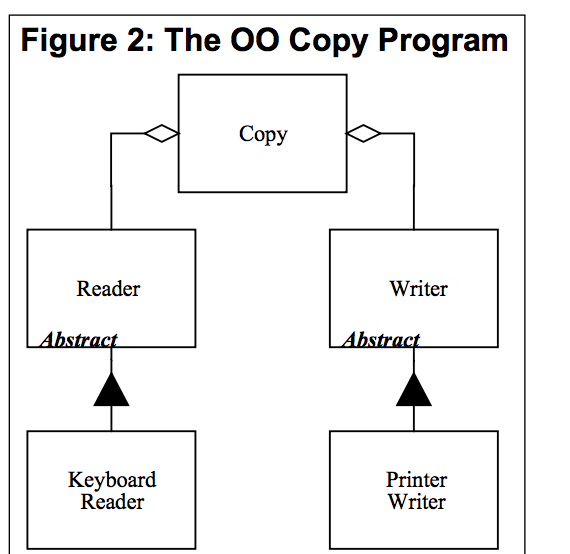 Figure 2: The OO Copy Program
Copy
Reader
Abstract
Writer
Abstract
Keyboard
Reader
Printer
Writer